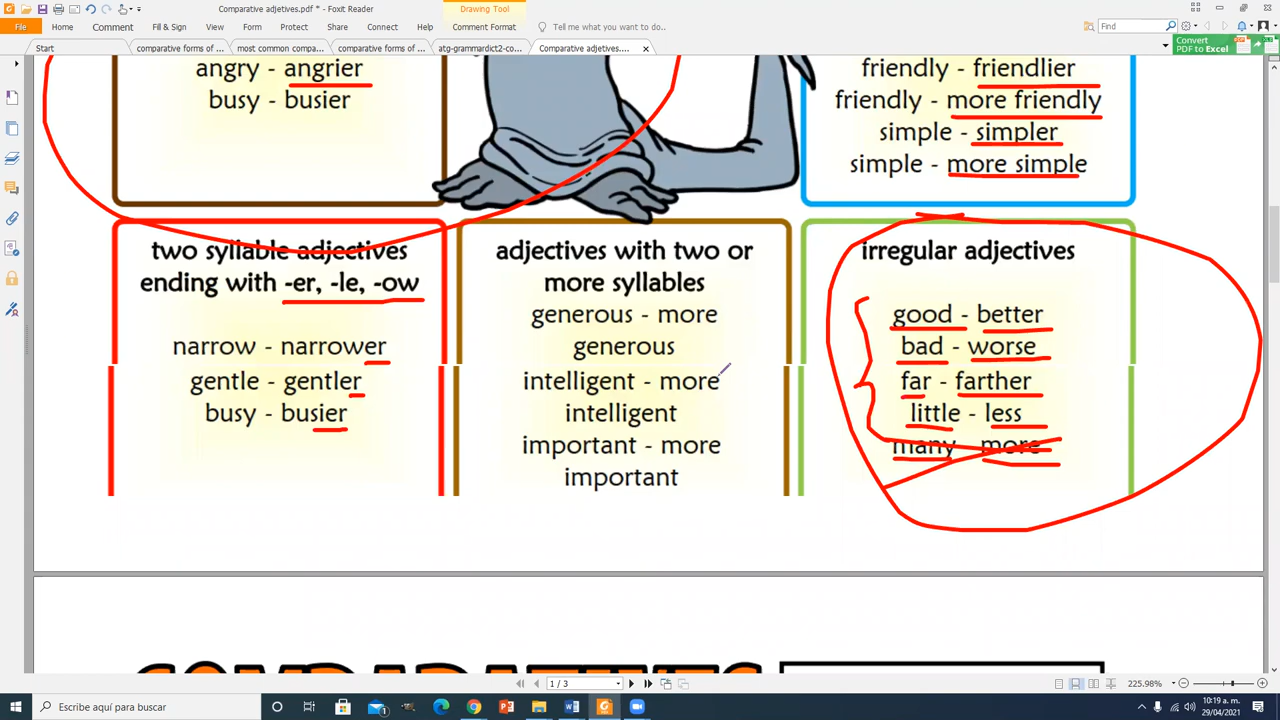 Comparative adjetives.pdf * - Foxit Reader
Drawing Tool
File
Home
Comment
Fill & Sign
View
Form
Protect
Share
Connect
Help
Comment Format
Tell me what you want to do...
Find
Start
comparative forms of ...
most common compa...
comparative forms of ...
atg-grammardict2-co...
Comparative adjetives....
Convert
PDF to Excel
angry - angrier
busy - busier
friendly - friendlier
friendly - more friendly
simple - simpler
simple - more simple
two syllable adjectives
ending with -er, -le, -ow
narrow - narrower
gentle - gentler
busy - busier
adjectives with two or
more syllables
generous - more
generous
intelligent - more
intelligent
important - more
important
irregular adjectives
good - better
bad - worse
far - farther
little - less
many - more
COMPARATIVES
1 / 3
225.98%
Escribe aquí para buscar
10:19 a. m.
29/04/2021